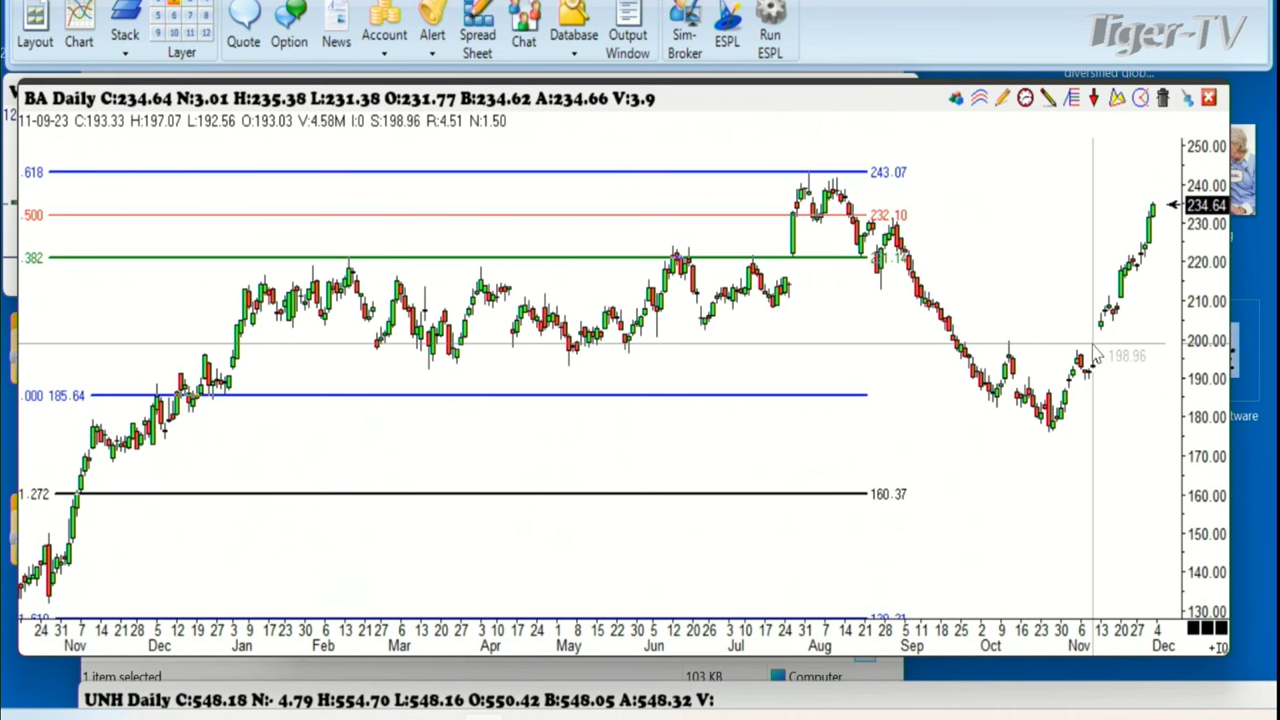 Tiger-TV
5 6 7 8
9 10 11 12
Layout Chart Stack Layer Quote Option News Account Alert Spread Sheet Chat Database Output Window Sim-Broker ESPL Run ESPL
diversified glob...
BA Daily C:234.64 N:3.01 H:235.38 L:231.38 O:231.77 B:234.62 A:234.66 V:3.9
11-09-23 C:193.33 H:197.07 L:192.56 O:193.03 V:4.58M I:0 S:198.96 R:4.51 N:1.50
250.00
.618 243.07
240.00
234.64
.500 232.10
230.00
.382
220.00
210.00
200.00
198.96
190.00
.000 185.64
180.00
170.00
1.272 160.37
160.00
150.00
140.00
130.00
24 31 7 14 21 28 5 12 19 27 3 9 17 23 30 6 13 21 27 6 13 20 27 3 10 17 24 1 8 15 22 30 5 12 20 26 3 10 17 24 31 7 14 21 28 5 11 18 25 2 9 16 23 30 6 13 20 27 4
Nov Dec Jan Feb Mar Apr May Jun Jul Aug Sep Oct Nov Dec
1 item selected 103 KB Computer
UNH Daily C:548.18 N:- 4.79 H:554.70 L:548.16 O:550.42 B:548.05 A:548.32 V: